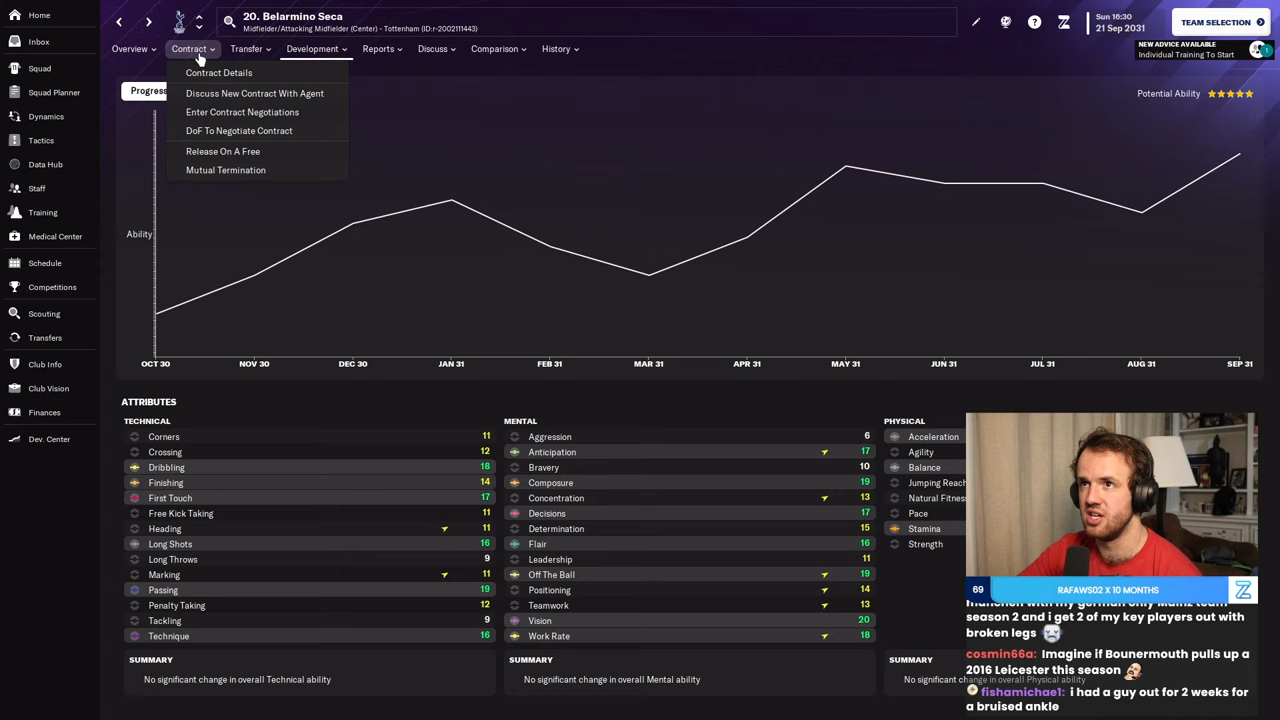 Home
Inbox
Squad
Squad Planner
Dynamics
Tactics
Data Hub
Staff
Training
Medical Center
Schedule
Competitions
Scouting
Transfers
Club Info
Club Vision
Finances
Dev. Center
20. Belarmino Seca
Midfielder/Attacking Midfielder (Center) - Tottenham (ID:r-2002111443)
Sun 16:30
21 Sep 2031
TEAM SELECTION
NEW ADVICE AVAILABLE
Individual Training To Start
1
Overview
Contract
Transfer
Development
Reports
Discuss
Comparison
History
Contract Details
Discuss New Contract With Agent
Enter Contract Negotiations
DoF To Negotiate Contract
Release On A Free
Mutual Termination
Progress
Potential Ability
Ability
OCT 30 NOV 30 DEC 30 JAN 31 FEB 31 MAR 31 APR 31 MAY 31 JUN 31 JUL 31 AUG 31 SEP 31
ATTRIBUTES
TECHNICAL
Corners 11
Crossing 12
Dribbling 18
Finishing 14
First Touch 17
Free Kick Taking 11
Heading 11
Long Shots 16
Long Throws 9
Marking 11
Passing 19
Penalty Taking 12
Tackling 9
Technique 16
SUMMARY
No significant change in overall Technical ability
MENTAL
Aggression 6
Anticipation 17
Bravery 10
Composure 19
Concentration 13
Decisions 17
Determination 15
Flair 16
Leadership 11
Off The Ball 19
Positioning 14
Teamwork 13
Vision 20
Work Rate 18
SUMMARY
No significant change in overall Mental ability
PHYSICAL
Acceleration
Agility
Balance
Jumping Reach
Natural Fitness
Pace
Stamina
Strength
SUMMARY
No significant change in overall Physical ability
69 RAFAWS02 X 10 MONTHS
season 2 and i get 2 of my key players out with
broken legs
cosmin66a: Imagine if Bounermouth pulls up a
2016 Leicester this season
fishamichae1: i had a guy out for 2 weeks for
a bruised ankle